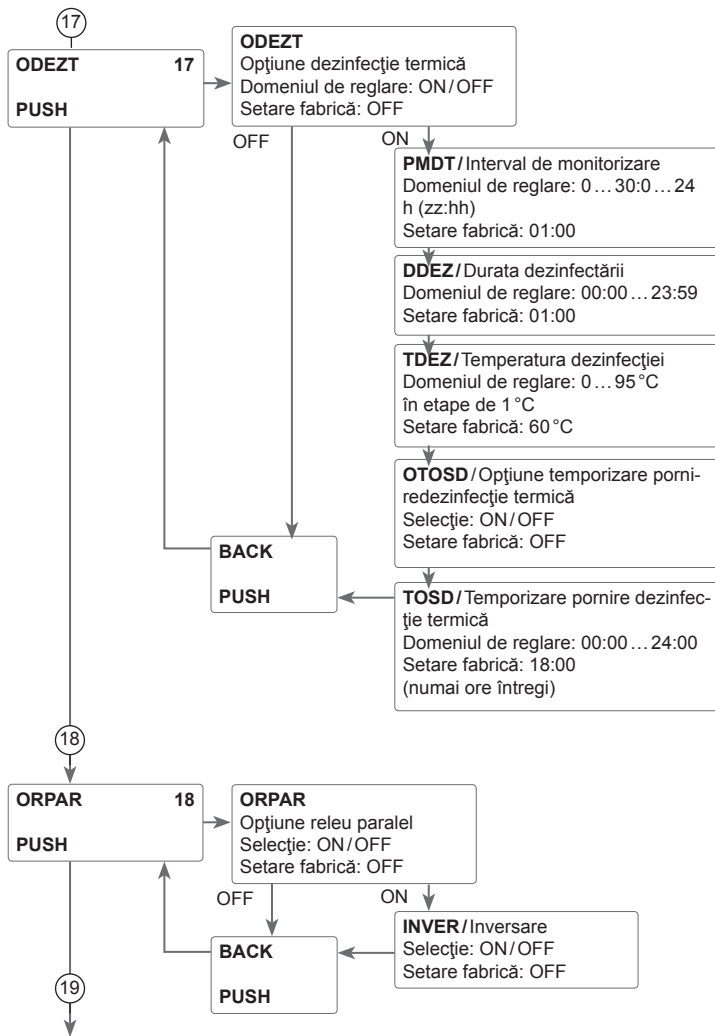 17
ODEZT 17
PUSH
ODEZT
Opţiune dezinfecţie termică
Domeniul de reglare: ON/OFF
Setare fabrică: OFF
OFF
ON
PMDT/Interval de monitorizare
Domeniul de reglare: 0…30:0…24
h (zz:hh)
Setare fabrică: 01:00
DDEZ/Durata dezinfectării
Domeniul de reglare: 00:00…23:59
Setare fabrică: 01:00
TDEZ/Temperatura dezinfecţiei
Domeniul de reglare: 0…95°C
în etape de 1°C
Setare fabrică: 60°C
OTOSD/Opţiune temporizare porni-
redezinfecţie termică
Selecţie: ON/OFF
Setare fabrică: OFF
BACK
PUSH
TOSD/Temporizare pornire dezinfec-
ţie termică
Domeniul de reglare: 00:00…24:00
Setare fabrică: 18:00
(numai ore întregi)
18
ORPAR 18
PUSH
ORPAR
Opţiune releu paralel
Selecţie: ON/OFF
Setare fabrică: OFF
OFF
ON
BACK
PUSH
INVER/Inversare
Selecţie: ON/OFF
Setare fabrică: OFF
19